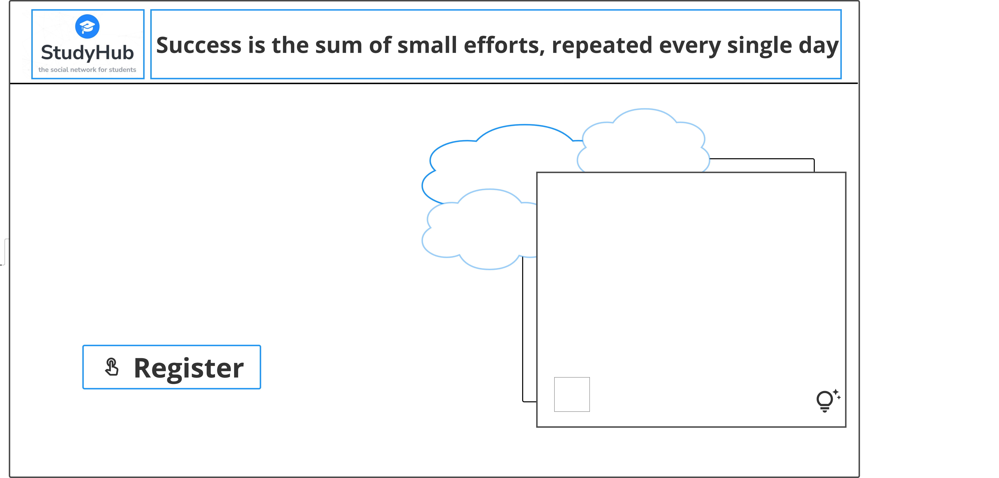 StudyHub
the social network for students
Success is the sum of small efforts, repeated every single day
Register